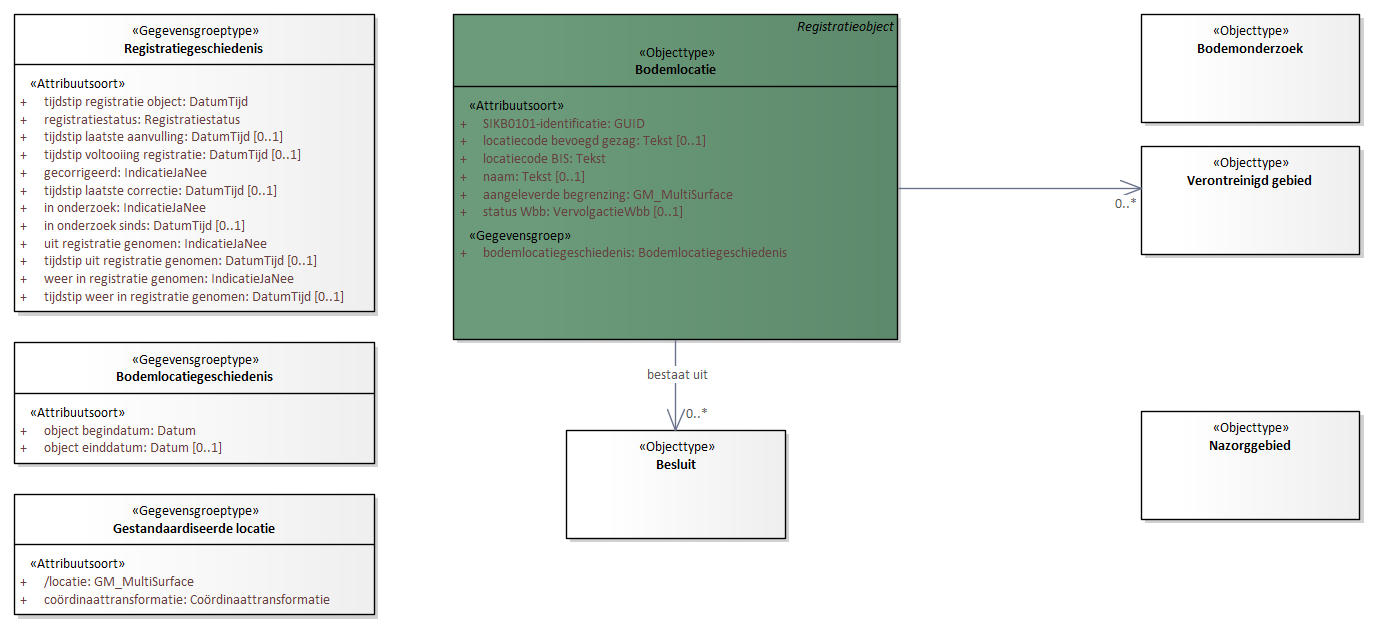 «Gegevensgroeptype»
Registratiegeschiedenis
«Attribuutsoort»
+ tijdstip registratie object: DatumTijd
+ registratiestatus: Registratiestatus
+ tijdstip laatste aanvulling: DatumTijd [0..1]
+ tijdstip voltooiing registratie: DatumTijd [0..1]
+ gecorrigeerd: IndicatieJaNee
+ tijdstip laatste correctie: DatumTijd [0..1]
+ in onderzoek: IndicatieJaNee
+ in onderzoek sinds: DatumTijd [0..1]
+ uit registratie genomen: IndicatieJaNee
+ tijdstip uit registratie genomen: DatumTijd [0..1]
+ weer in registratie genomen: IndicatieJaNee
+ tijdstip weer in registratie genomen: DatumTijd [0..1]
«Gegevensgroeptype»
Bodemlocatiegeschiedenis
«Attribuutsoort»
+ object begindatum: Datum
+ object einddatum: Datum [0..1]
«Gegevensgroeptype»
Gestandaardiseerde locatie
«Attribuutsoort»
+ /locatie: GM_MultiSurface
+ coördinaattransformatie: Coördinaattransformatie
Registratieobject
«Objecttype»
Bodemlocatie
«Attribuutsoort»
+ SIKB0101-identificatie: GUID
+ locatiecode bevoegd gezag: Tekst [0..1]
+ locatiecode BIS: Tekst
+ naam: Tekst [0..1]
+ aangeleverde begrenzing: GM_MultiSurface
+ status Wbb: VervolgactieWbb [0..1]
«Gegevensgroep»
+ bodemlocatiegeschiedenis: Bodemlocatiegeschiedenis
bestaat uit
0..*
«Objecttype»
Besluit
«Objecttype»
Bodemonderzoek
«Objecttype»
Verontreinigd gebied
0..*
«Objecttype»
Nazorggebied